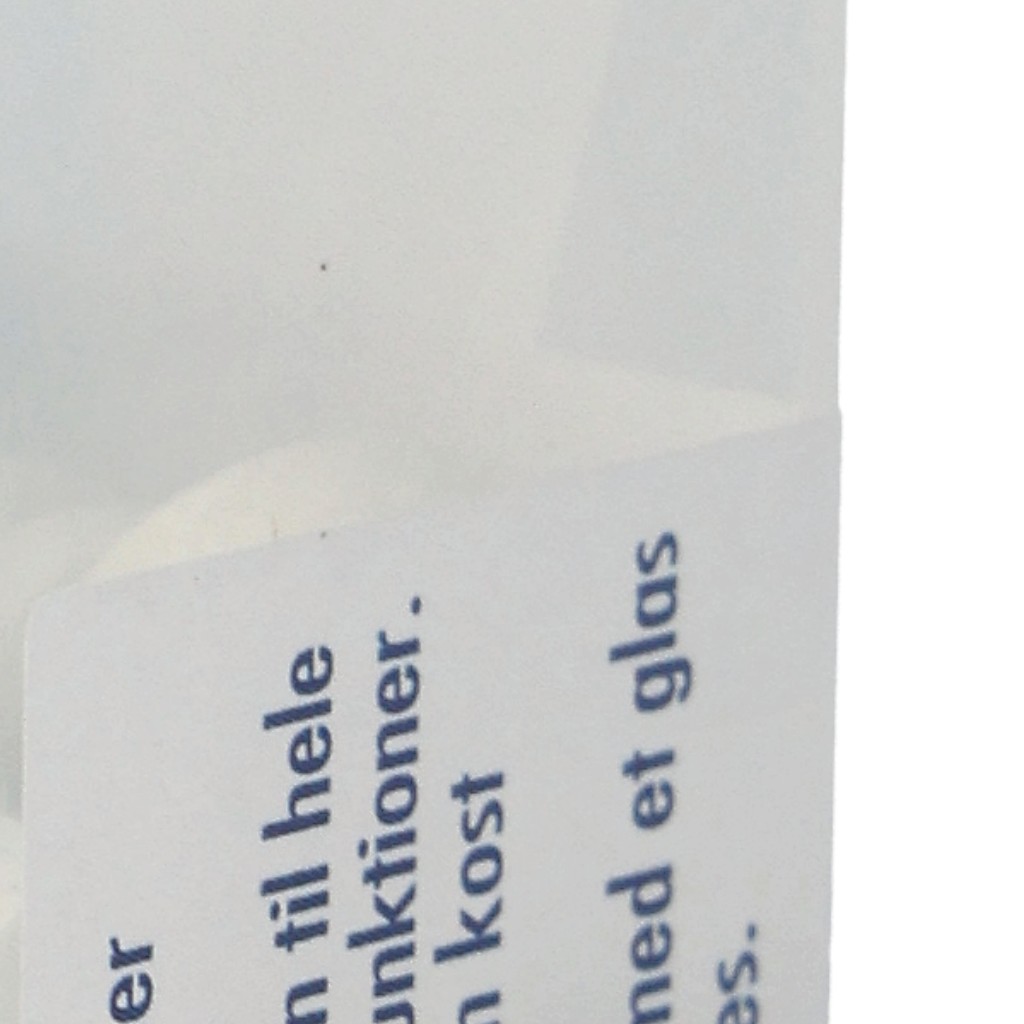 er
n til hele
unktioner.
n kost
med et glas
es.